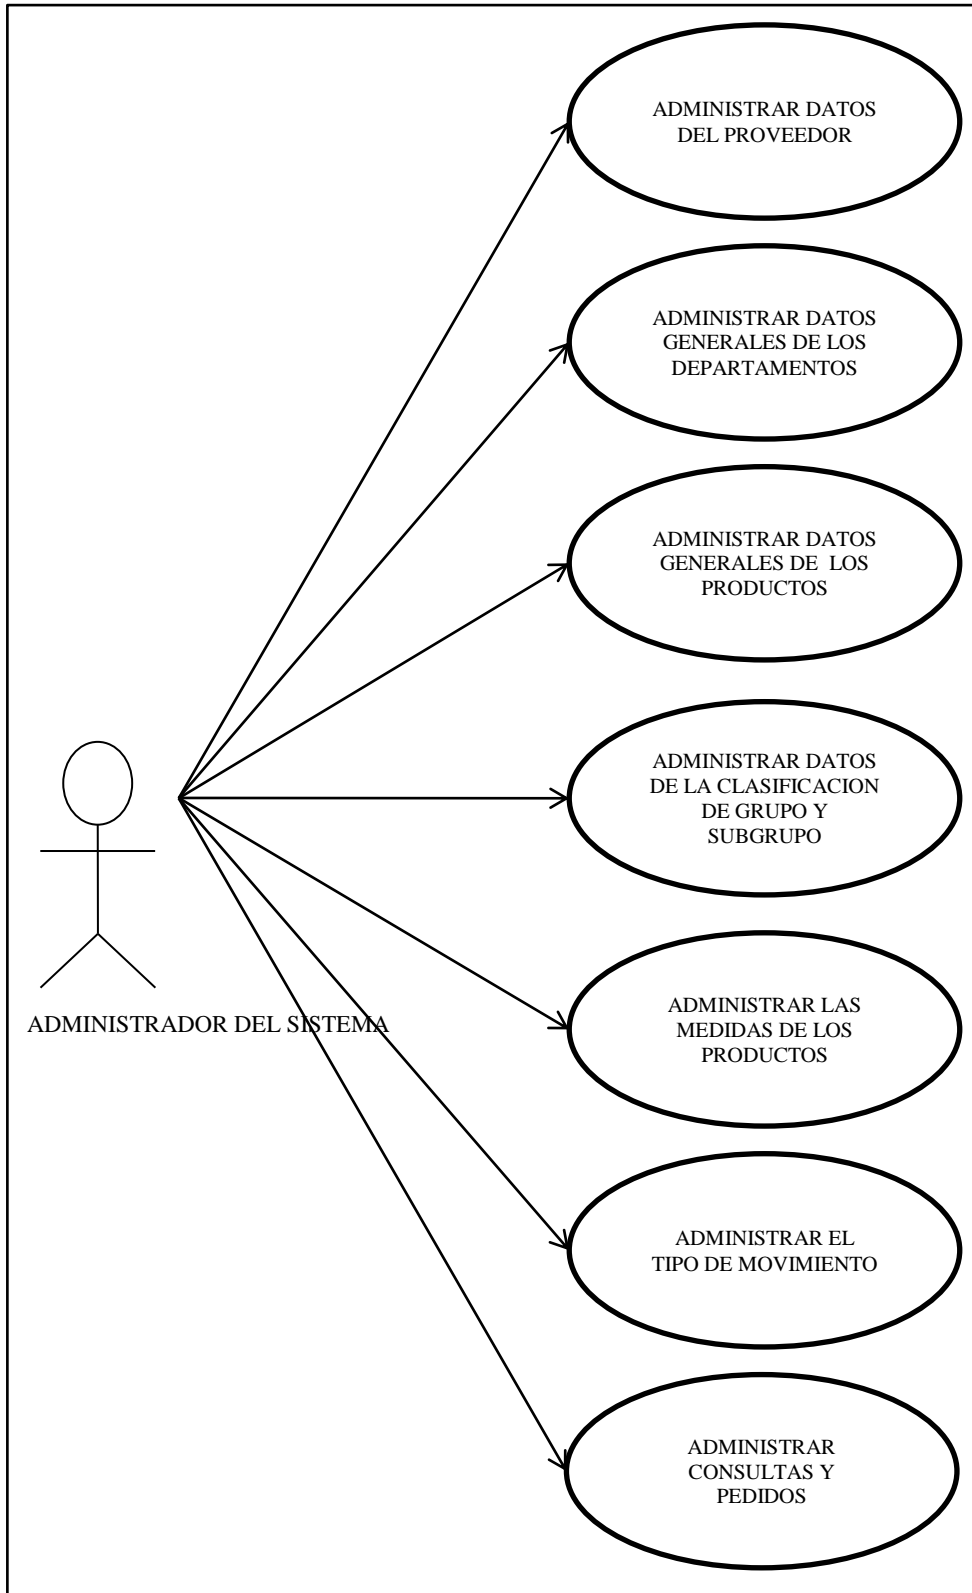 ADMINISTRAR DATOS
DEL PROVEEDOR
ADMINISTRAR DATOS
GENERALES DE LOS
DEPARTAMENTOS
ADMINISTRAR DATOS
GENERALES DE  LOS
PRODUCTOS
ADMINISTRAR DATOS
DE LA CLASIFICACION
DE GRUPO Y
SUBGRUPO
ADMINISTRADOR DEL SISTEMA
ADMINISTRAR LAS
MEDIDAS DE LOS
PRODUCTOS
ADMINISTRAR EL
TIPO DE MOVIMIENTO
ADMINISTRAR
CONSULTAS Y
PEDIDOS